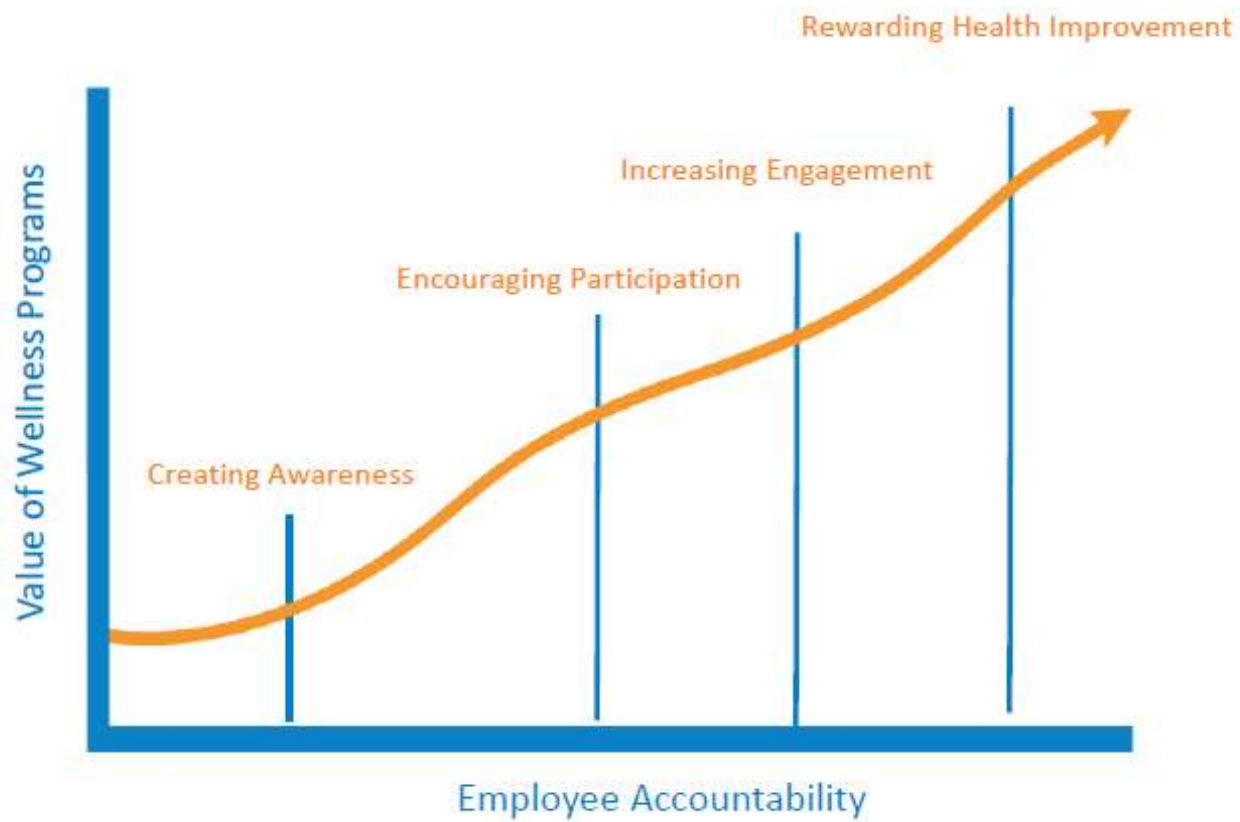 Rewarding Health Improvement
Increasing Engagement
Encouraging Participation
Creating Awareness
Value of Wellness Programs
Employee Accountability